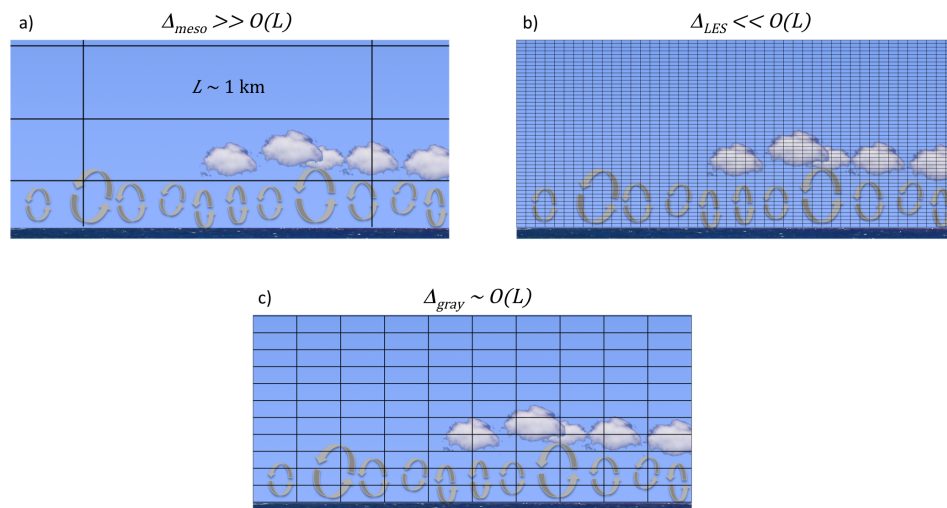 a)
Δmeso >> O(L)
L ~ 1 km
b)
ΔLES << O(L)
c)
Δgray ~ O(L)